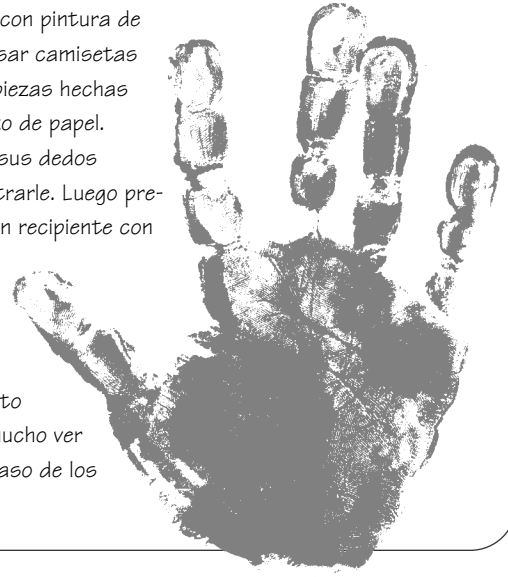 con pintura de
sar camisetas
piezas hechas
o de papel.
sus dedos
trarle. Luego pre-
n recipiente con
to
ucho ver
aso de los